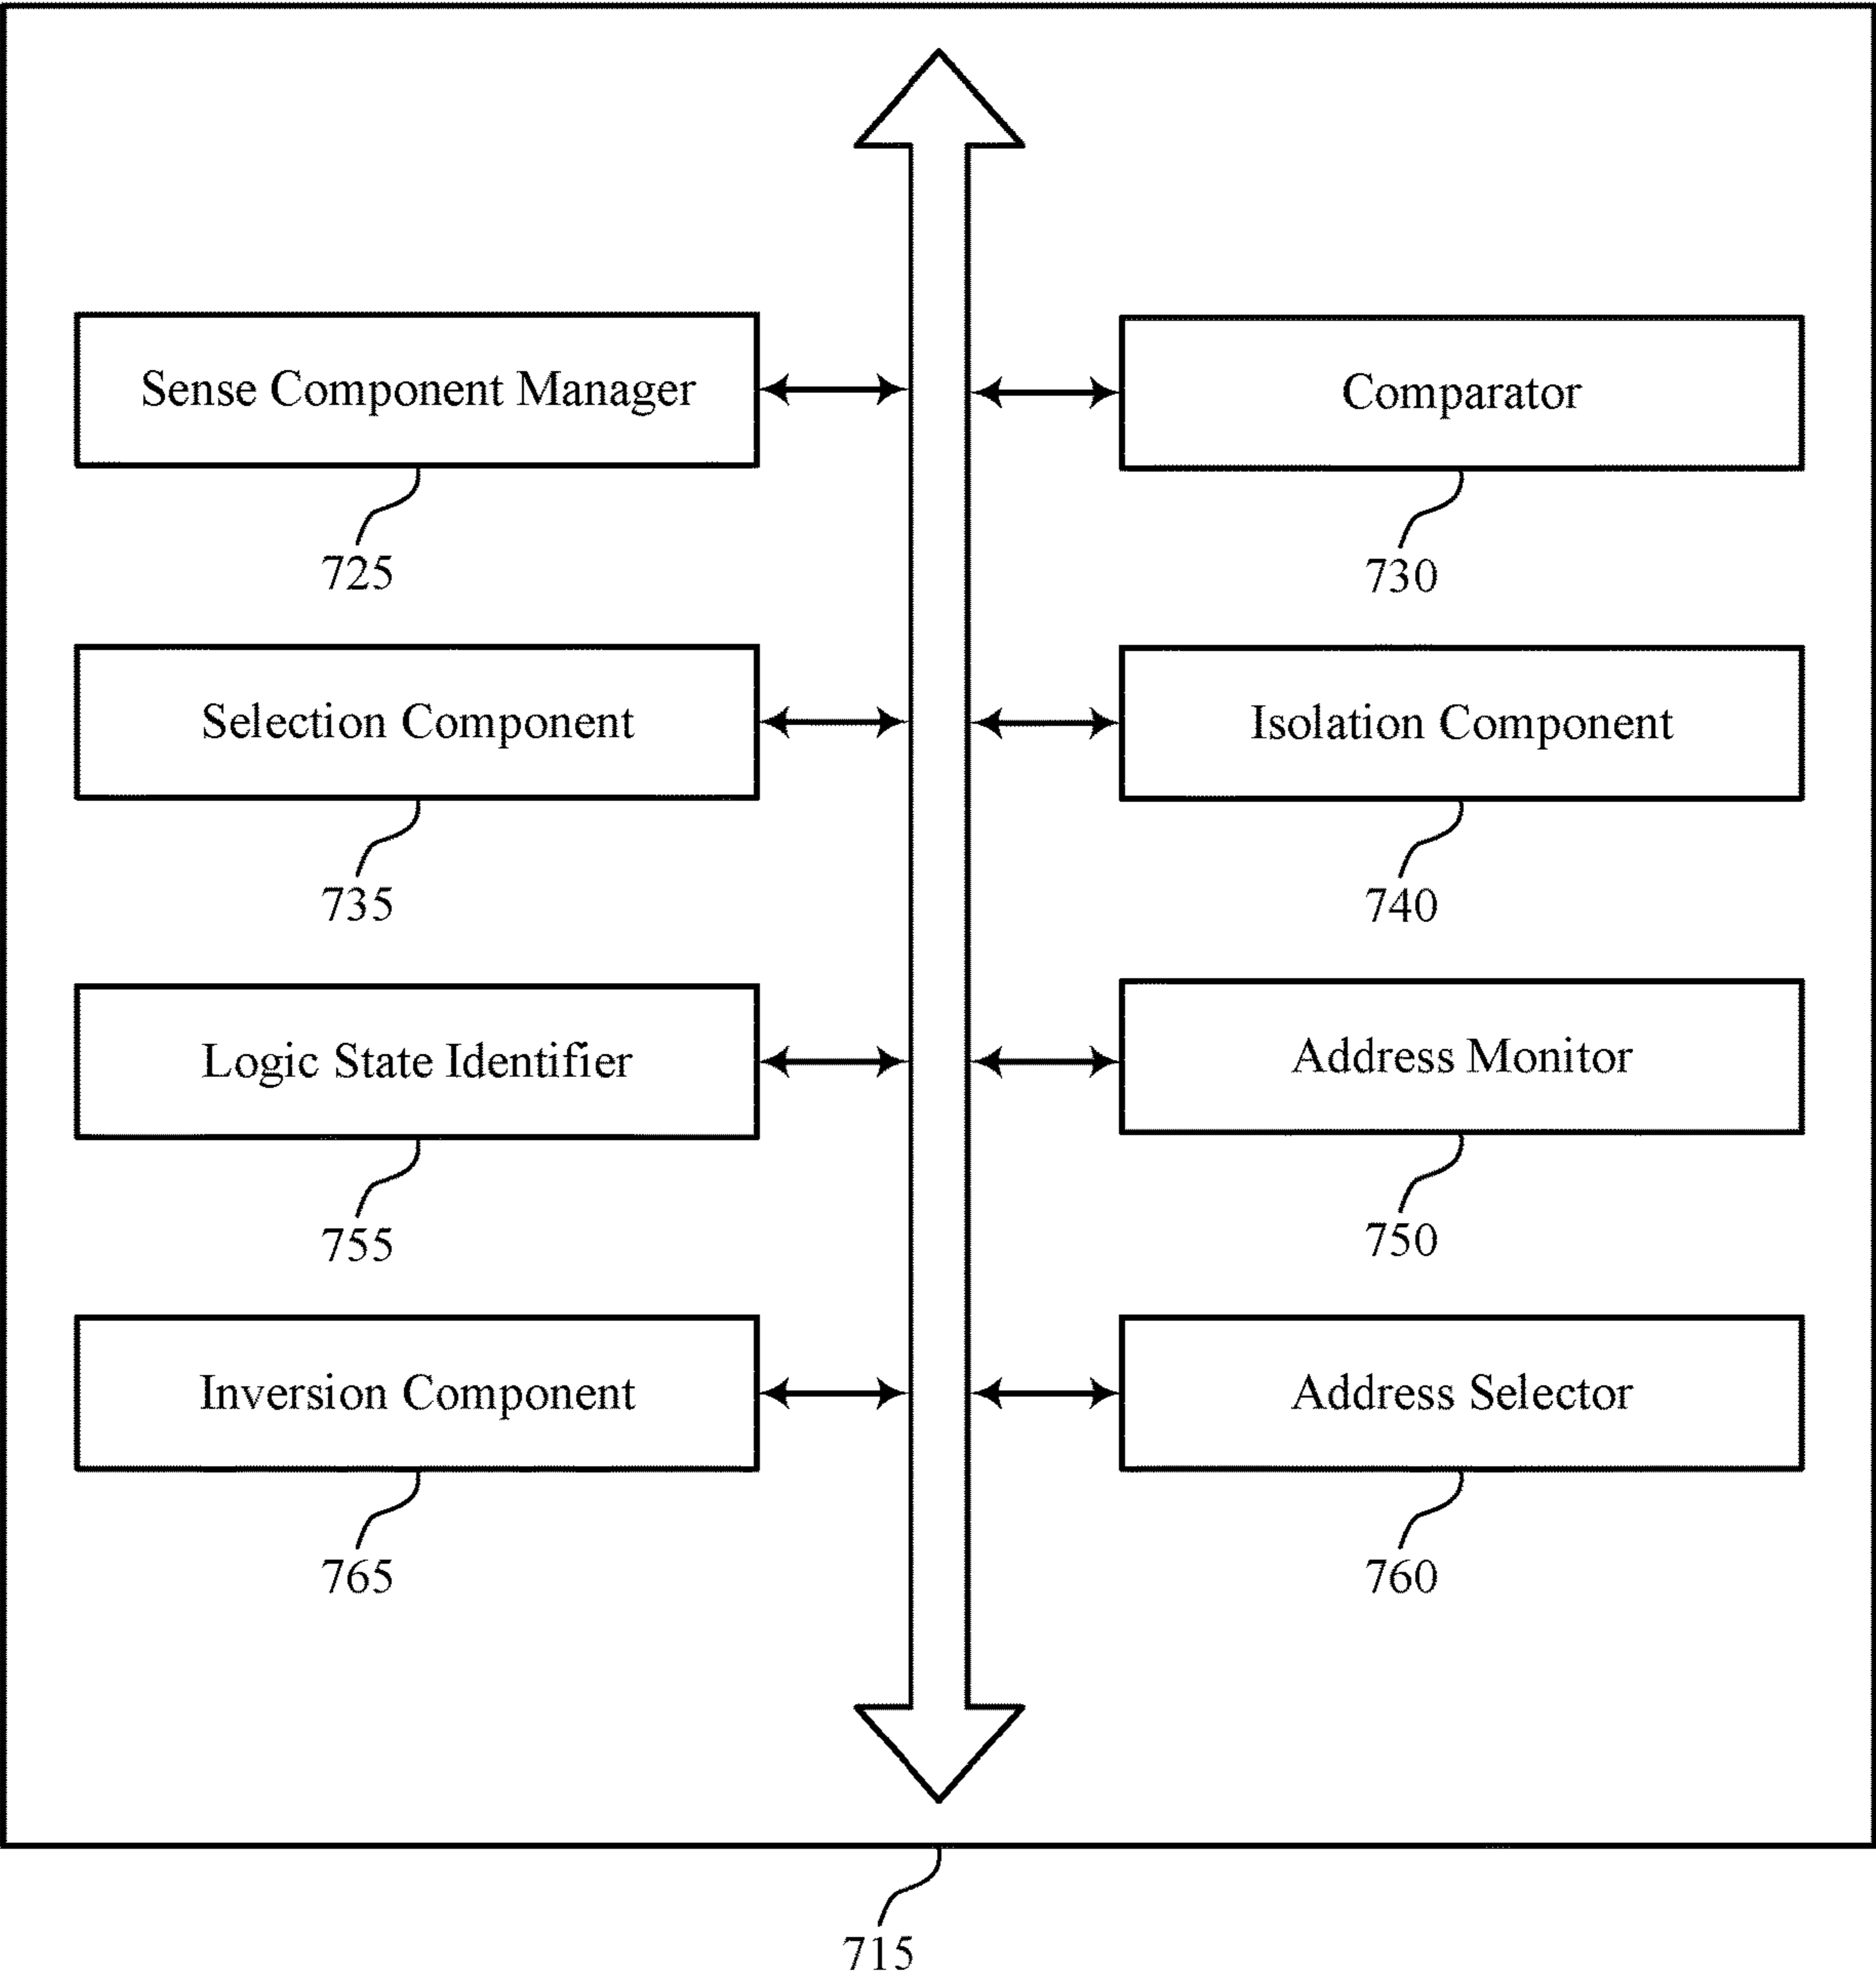 Sense Component Manager
Comparator
725
730
Selection Component
Isolation Component
735
740
Logic State Identifier
Address Monitor
755
750
Inversion Component
Address Selector
765
760
715